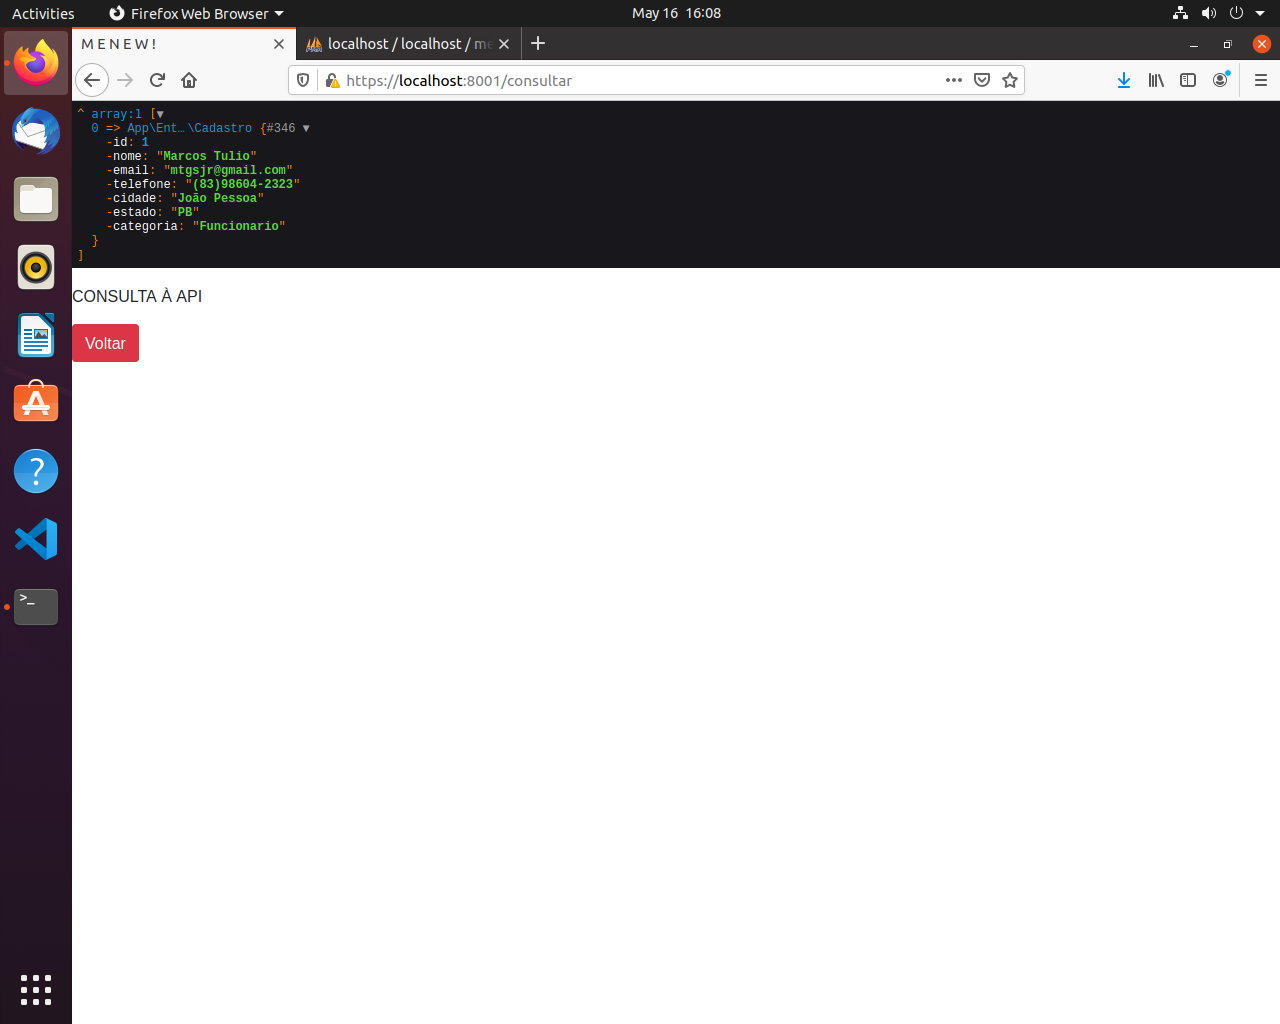 Activities Firefox Web Browser May 16 16:08
M E N E W ! localhost / localhost / me
https://localhost:8001/consultar
^ array:1 [▼
0 => App\Ent…\Cadastro {#346 ▼
-id: 1
-nome: "Marcos Tulio"
-email: "mtgsjr@gmail.com"
-telefone: "(83)98604-2323"
-cidade: "João Pessoa"
-estado: "PB"
-categoria: "Funcionario"
}
]
CONSULTA À API
Voltar